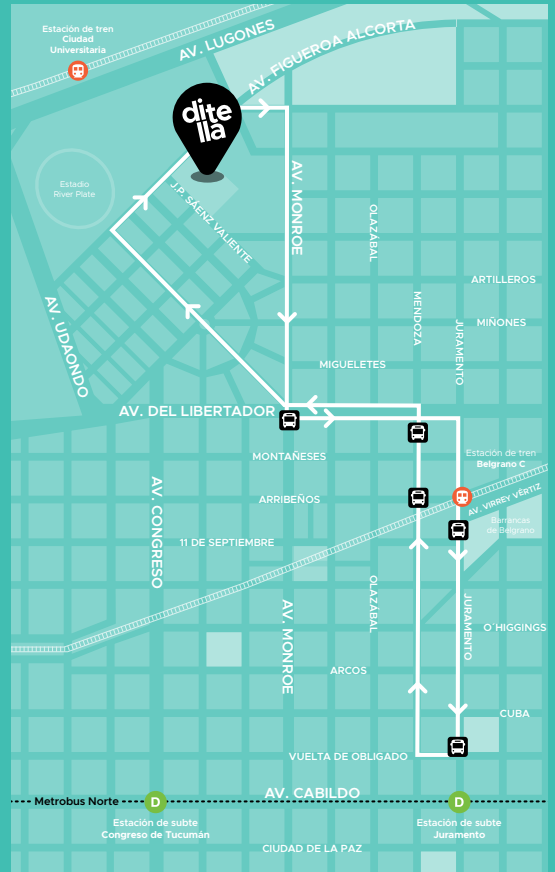 Estación de tren
Ciudad
Universitaria
AV. LUGONES
AV. FIGUEROA ALCORTA
di te
lla
Estadio
River Plate
J.P. SÁENZ VALIENTE
AV. MONROE
OLAZÁBAL
ARTILLEROS
MENDOZA
JURAMENTO
MIÑONES
AV. UDAONDO
MIGUELETES
AV. DEL LIBERTADOR
MONTAÑESES
Estación de tren
Belgrano C
AV. CONGRESO
ARRIBEÑOS
AV. VIRREY VÉRTIZ
Barrancas
de Belgrano
11 DE SEPTIEMBRE
OLAZÁBAL
AV. MONROE
JURAMENTO
O´HIGGINGS
ARCOS
CUBA
VUELTA DE OBLIGADO
AV. CABILDO
Metrobus Norte
D
D
Estación de subte
Congreso de Tucumán
Estación de subte
Juramento
CIUDAD DE LA PAZ